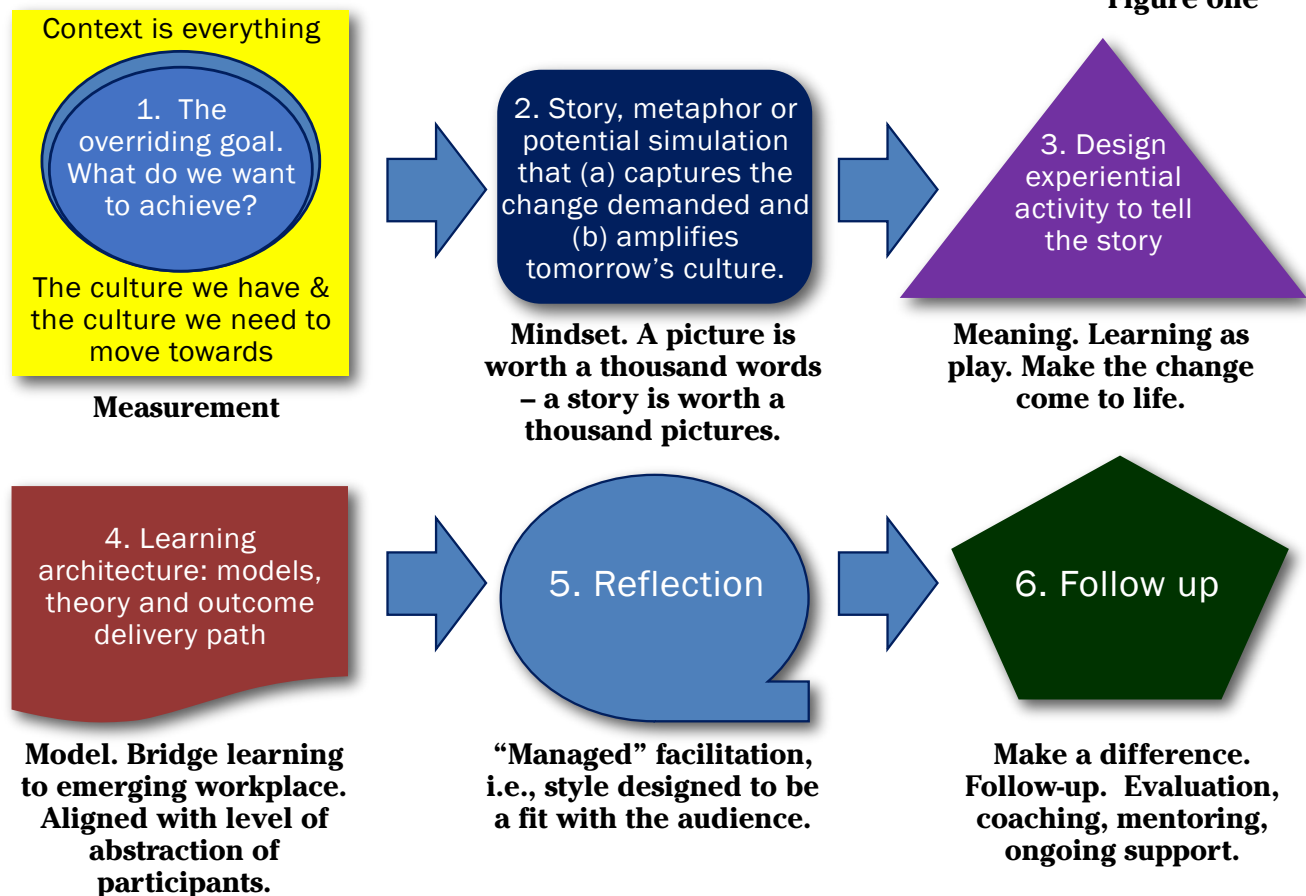 Figure one
Context is everything
1. The
overriding goal.
What do we want
to achieve?
The culture we have &
the culture we need to
move towards
Measurement
2. Story, metaphor or
potential simulation
that (a) captures the
change demanded and
(b) amplifies
tomorrow's culture.
Mindset. A picture is
worth a thousand words
– a story is worth a
thousand pictures.
3. Design
experiential
activity to tell
the story
Meaning. Learning as
play. Make the change
come to life.
4. Learning
architecture: models,
theory and outcome
delivery path
Model. Bridge learning
to emerging workplace.
Aligned with level of
abstraction of
participants.
5. Reflection
“Managed” facilitation,
i.e., style designed to be
a fit with the audience.
6. Follow up
Make a difference.
Follow-up. Evaluation,
coaching, mentoring,
ongoing support.